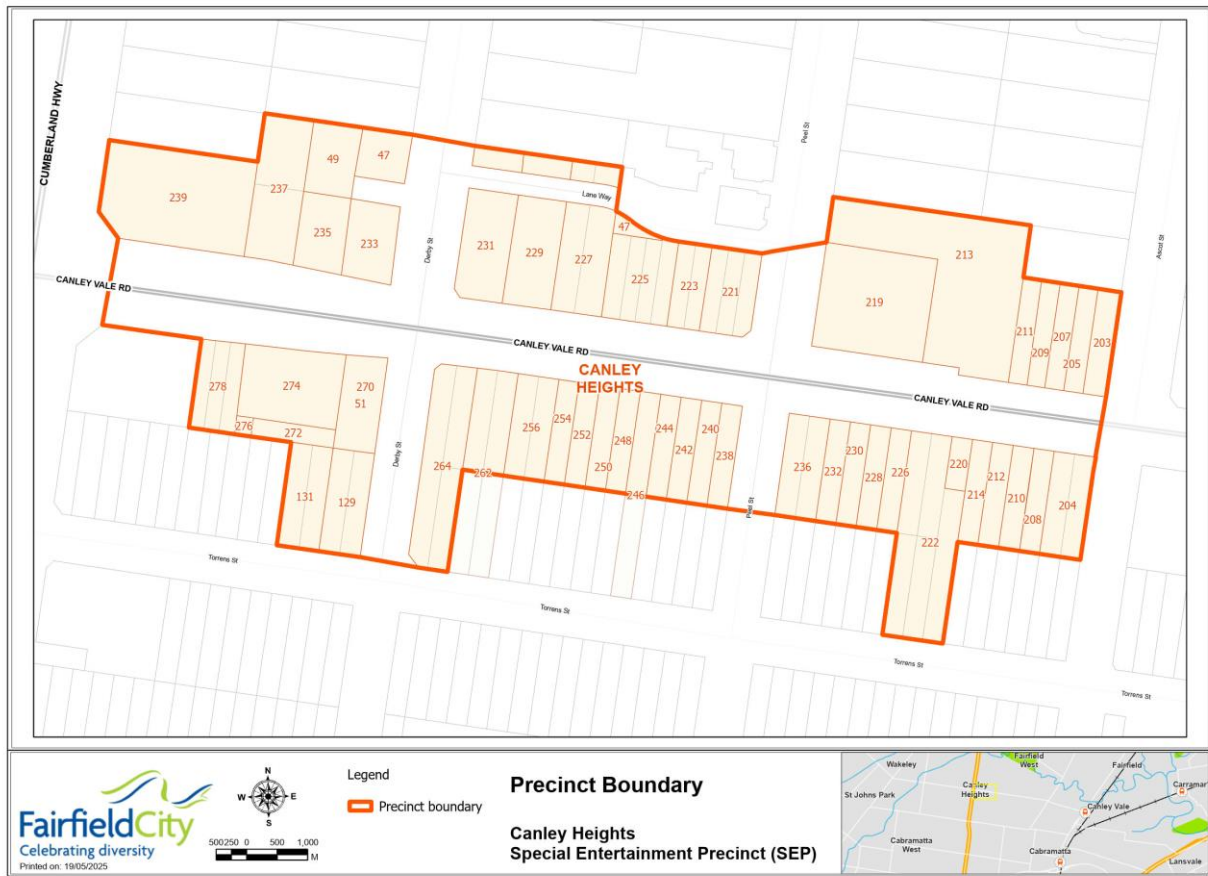 CUMBERLAND HWY
Peel St
Ascot St
49
47
239
237
235
233
Lane Way
Derby St
231
229
227
47
225
223
221
213
219
211
209
207
205
203
CANLEY VALE RD
CANLEY VALE RD
CANLEY
HEIGHTS
CANLEY VALE RD
278
274
270
51
276
272
131
129
Derby St
264
262
256
254
252
250
248
246
244
242
240
238
Peel St
236
232
230
228
226
222
220
214
212
210
208
204
Torrens St
Torrens St
Torrens St
Torrens St
FairfieldCity
Celebrating diversity
Printed on: 19/05/2025
N
W
E
S
500250 0 500 1,000
M
Legend
Precinct boundary
Precinct Boundary
Canley Heights
Special Entertainment Precinct (SEP)
Wakeley
Fairfield
West
Fairfield
St Johns Park
Canley
Heights
Carramar
Canley Vale
Cabramatta
West
Cabramatta
Lansvale